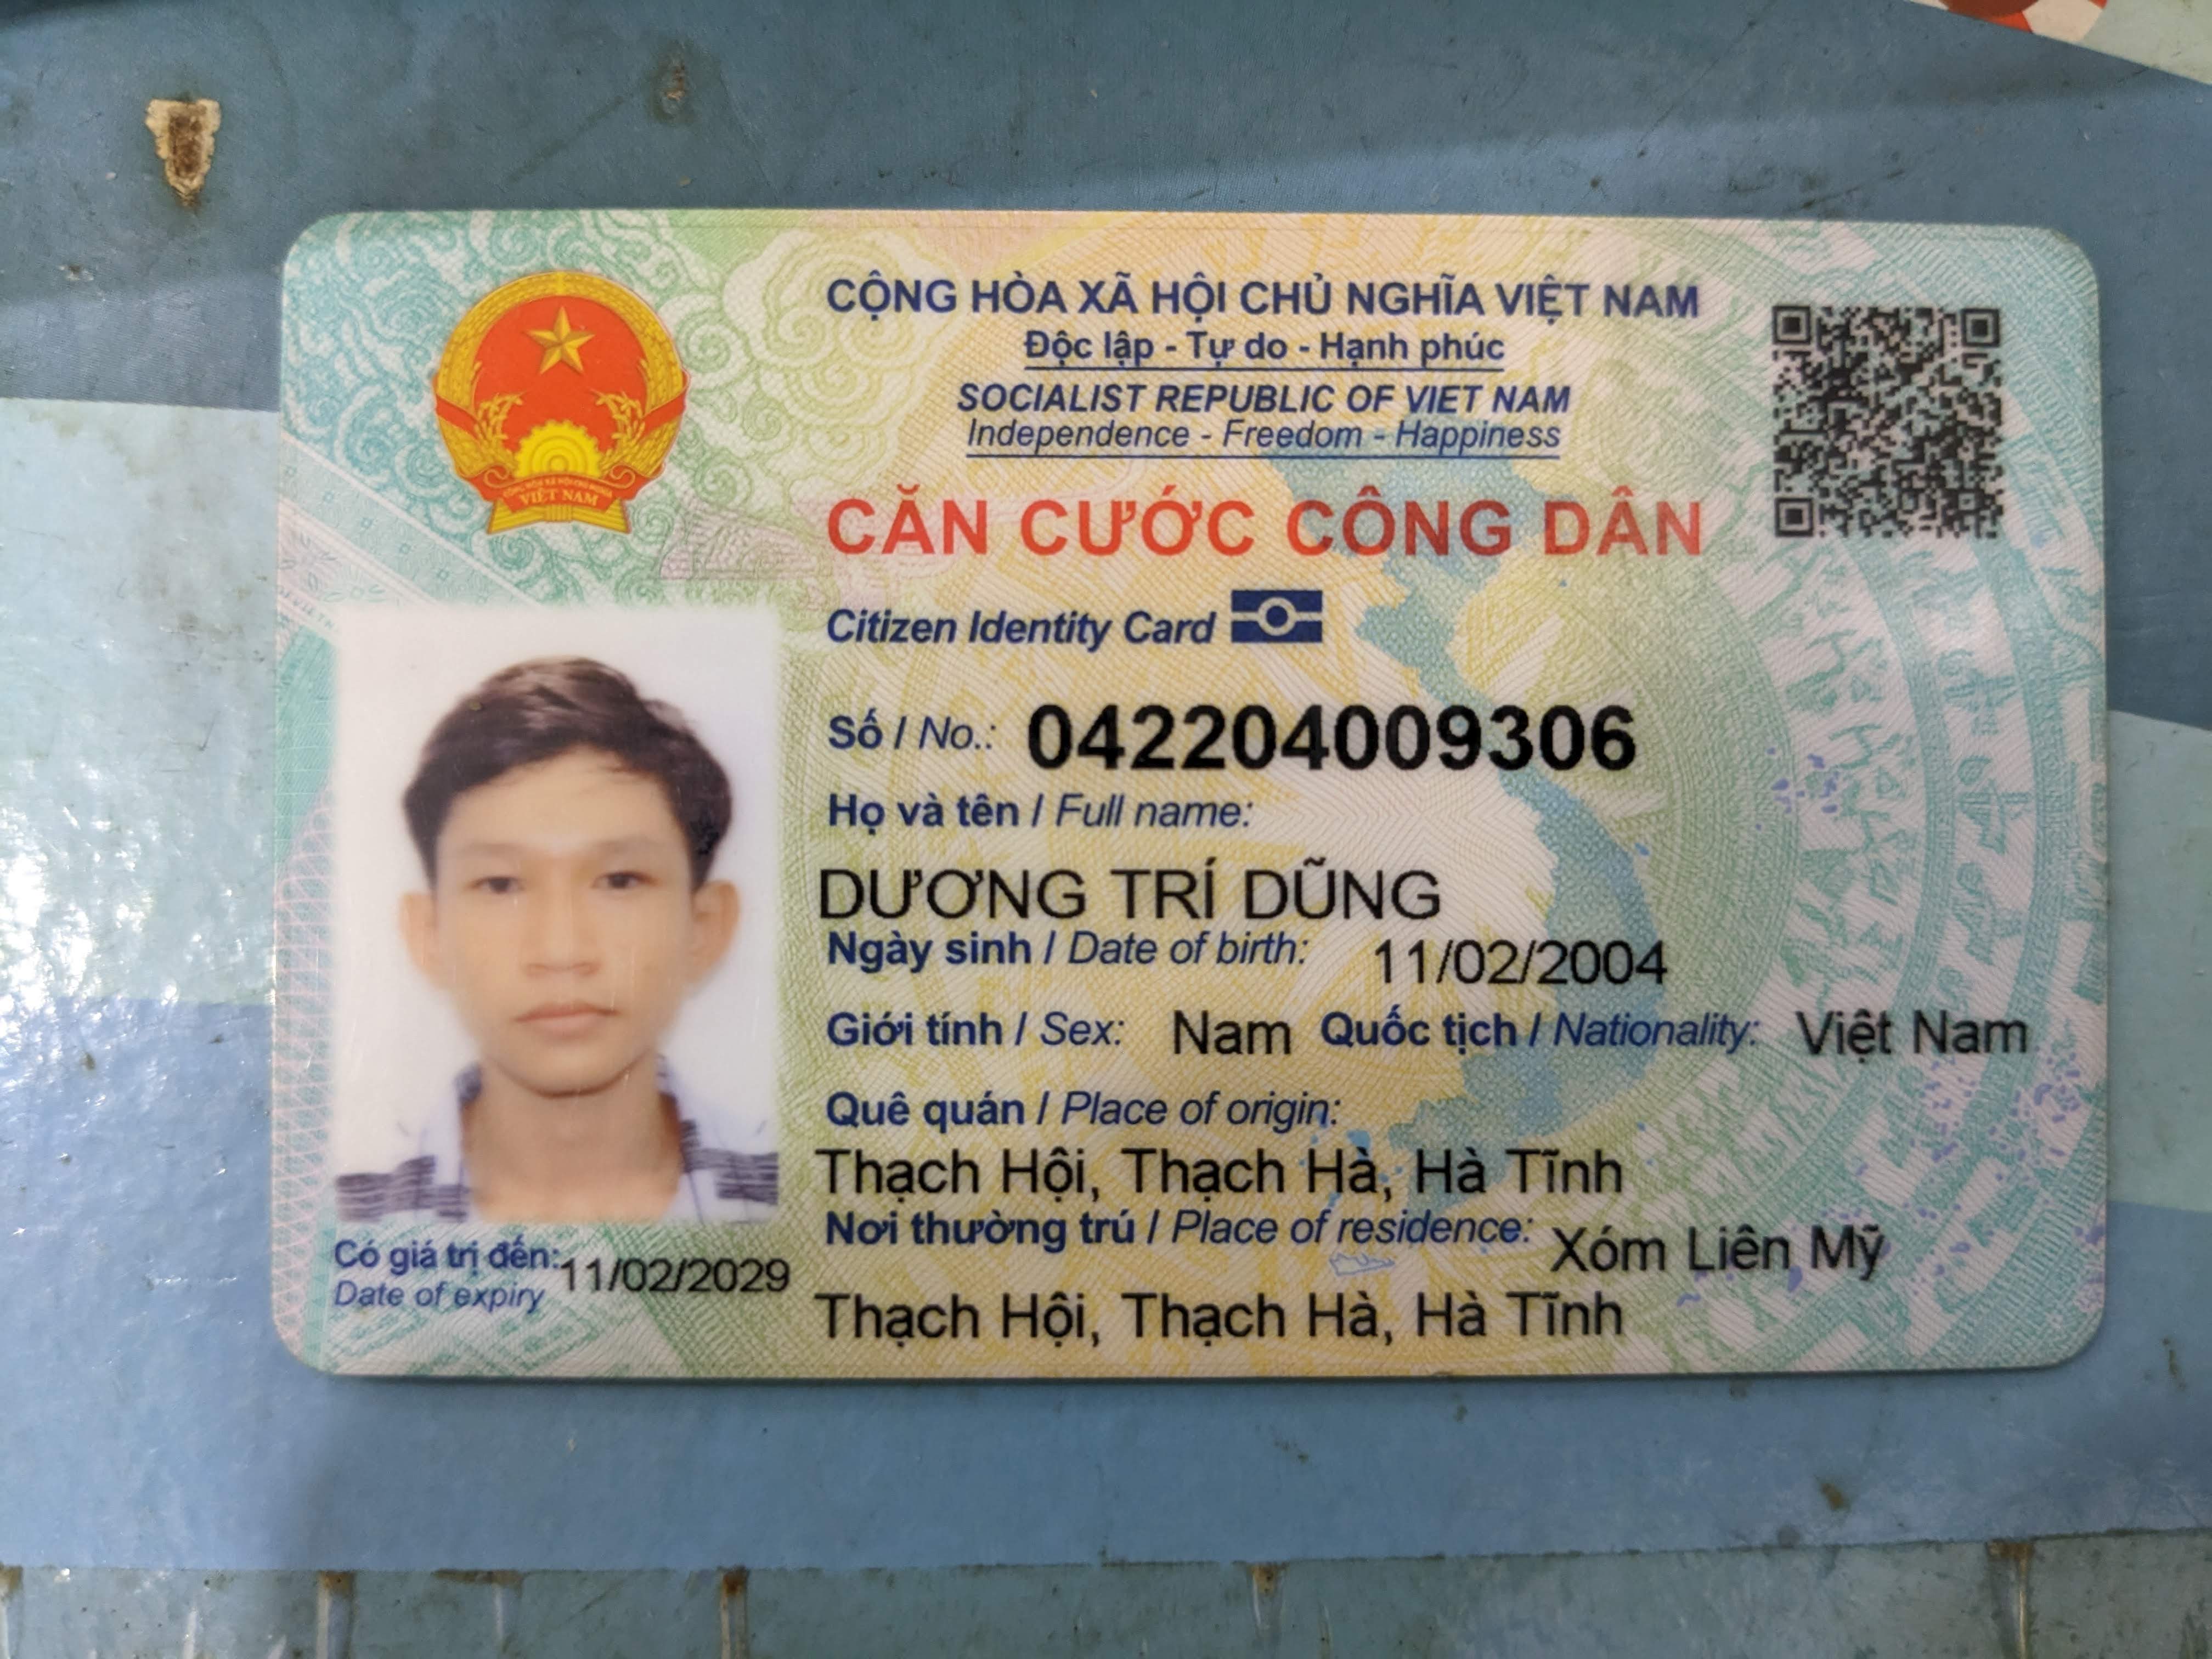 CỘNG HÒA XÃ HỘI CHỦ NGHĨA VIỆT NAM
Độc lập - Tự do - Hạnh phúc
SOCIALIST REPUBLIC OF VIET NAM
Independence - Freedom - Happiness
CĂN CƯỚC CÔNG DÂN
Citizen Identity Card
VIỆT NAM
Số / No.: 042204009306
Họ và tên / Full name:
DƯƠNG TRÍ DŨNG
Ngày sinh / Date of birth: 11/02/2004
Giới tính / Sex: Nam Quốc tịch / Nationality: Việt Nam
Quê quán / Place of origin:
Thạch Hội, Thạch Hà, Hà Tĩnh
Nơi thường trú / Place of residence: Xóm Liên Mỹ
Thạch Hội, Thạch Hà, Hà Tĩnh
Có giá trị đến: 11/02/2029
Date of expiry